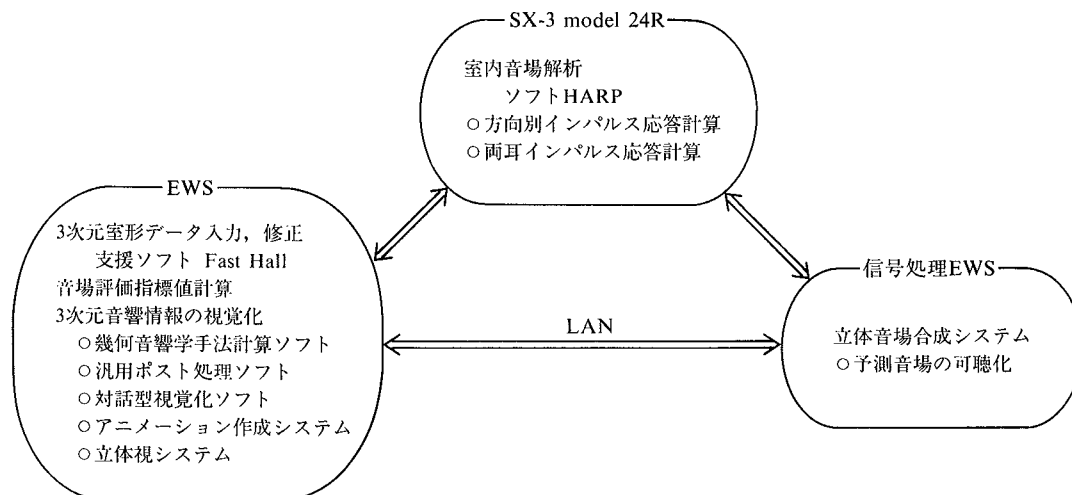 SX-3 model 24R
室内音場解析
ソフトHARP
○方向別インパルス応答計算
○両耳インパルス応答計算
EWS
3次元室形データ入力，修正
支援ソフト Fast Hall
音場評価指標値計算
3次元音響情報の視覚化
○幾何音響学手法計算ソフト
○汎用ポスト処理ソフト
○対話型視覚化ソフト
○アニメーション作成システム
○立体視システム
LAN
信号処理EWS
立体音場合成システム
○予測音場の可聴化